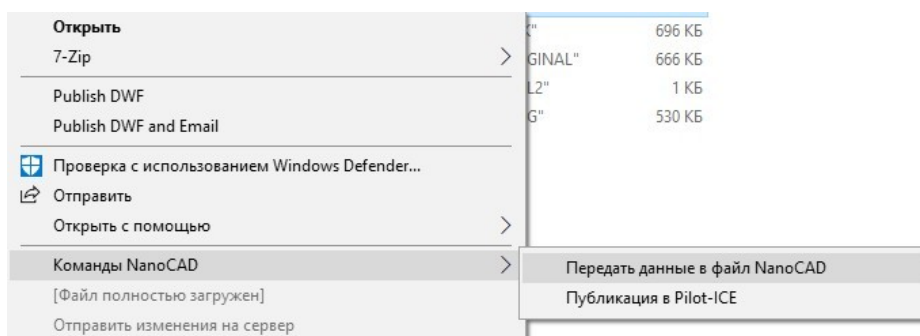 Открыть
7-Zip
Publish DWF
Publish DWF and Email
Проверка с использованием Windows Defender...
Отправить
Открыть с помощью
Команды NanoCAD
[Файл полностью загружен]
Отправить изменения на сервер
" 696 КБ
GINAL" 666 КБ
L2" 1 КБ
G" 530 КБ
Передать данные в файл NanoCAD
Публикация в Pilot-ICE